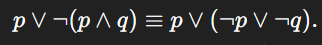 p ∨ ¬(p ∧ q) ≡ p ∨ (¬p ∨ ¬q).